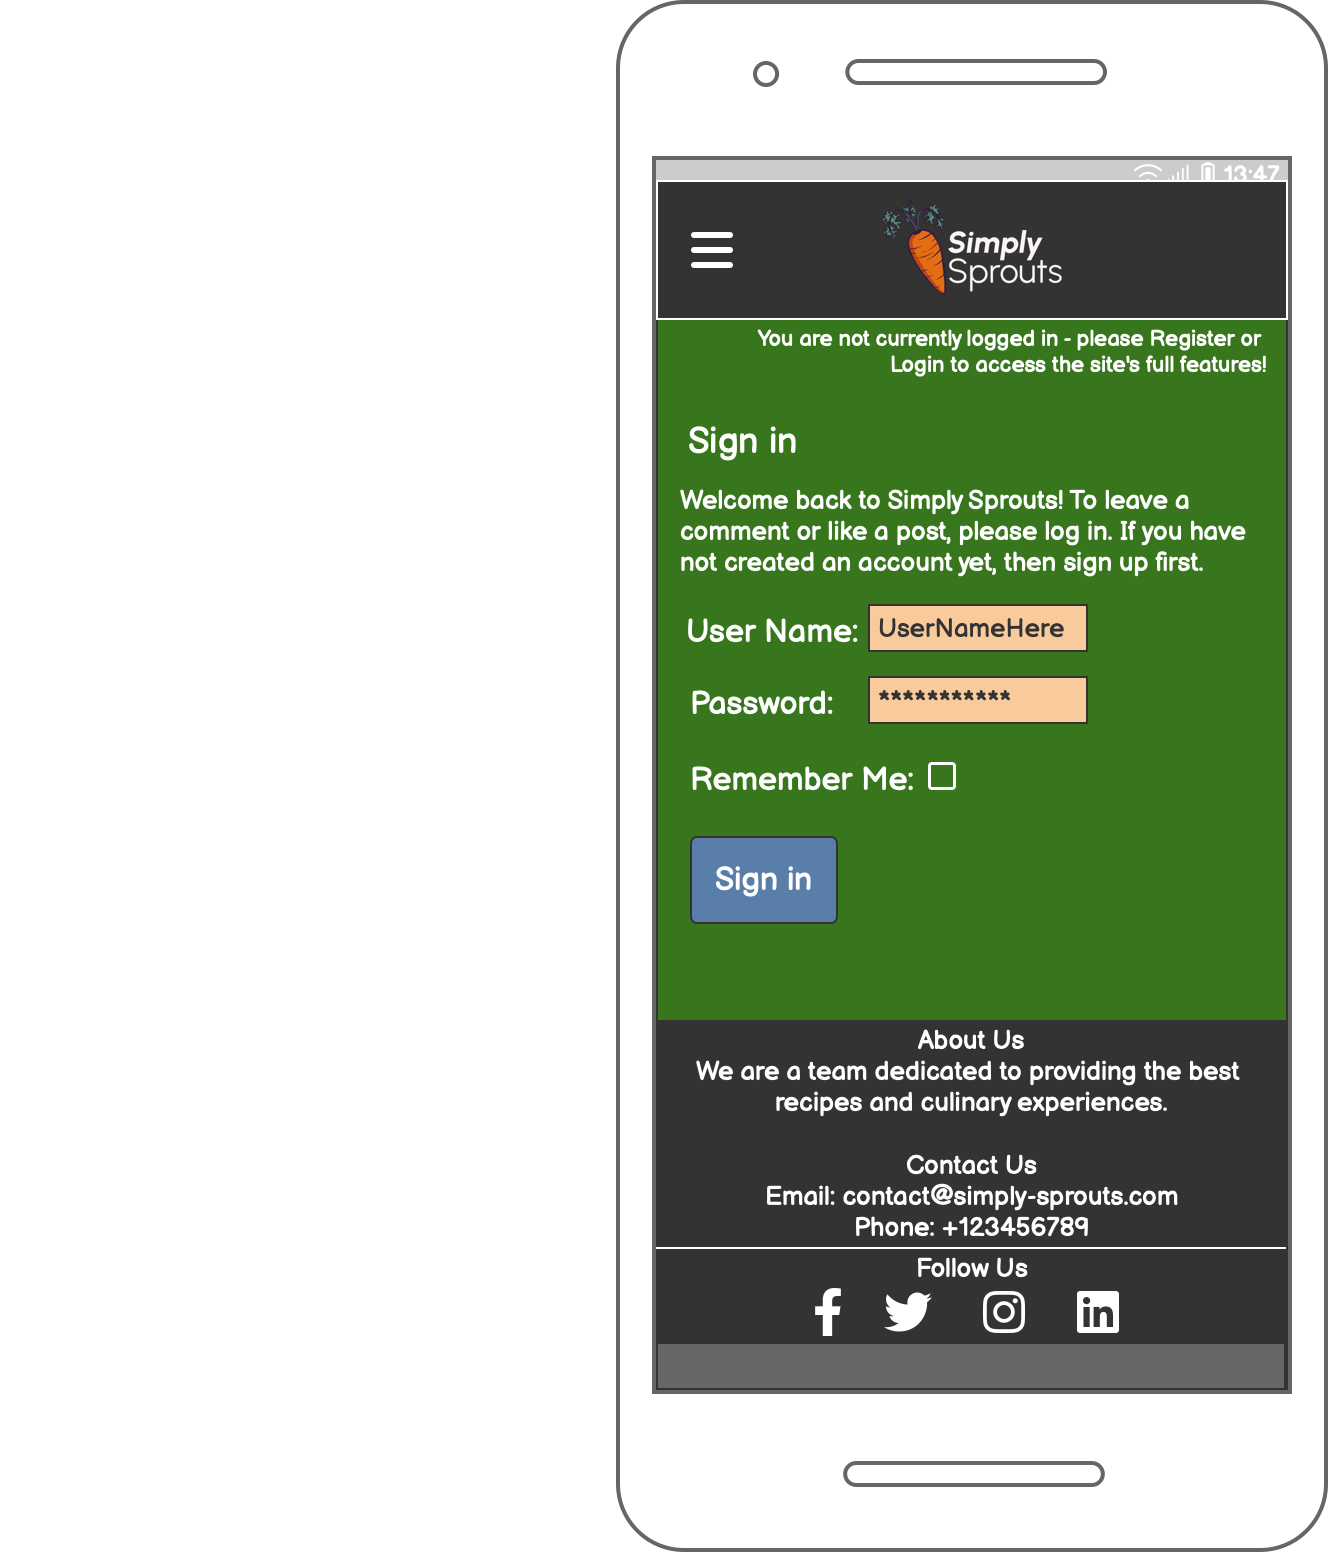 13:47
Simply
Sprouts
You are not currently logged in - please Register or
Login to access the site's full features!
Sign in
Welcome back to Simply Sprouts! To leave a
comment or like a post, please log in. If you have
not created an account yet, then sign up first.
User Name: UserNameHere
Password: ***********
Remember Me:
Sign in
About Us
We are a team dedicated to providing the best
recipes and culinary experiences.
Contact Us
Email: contact@simply-sprouts.com
Phone: +123456789
Follow Us